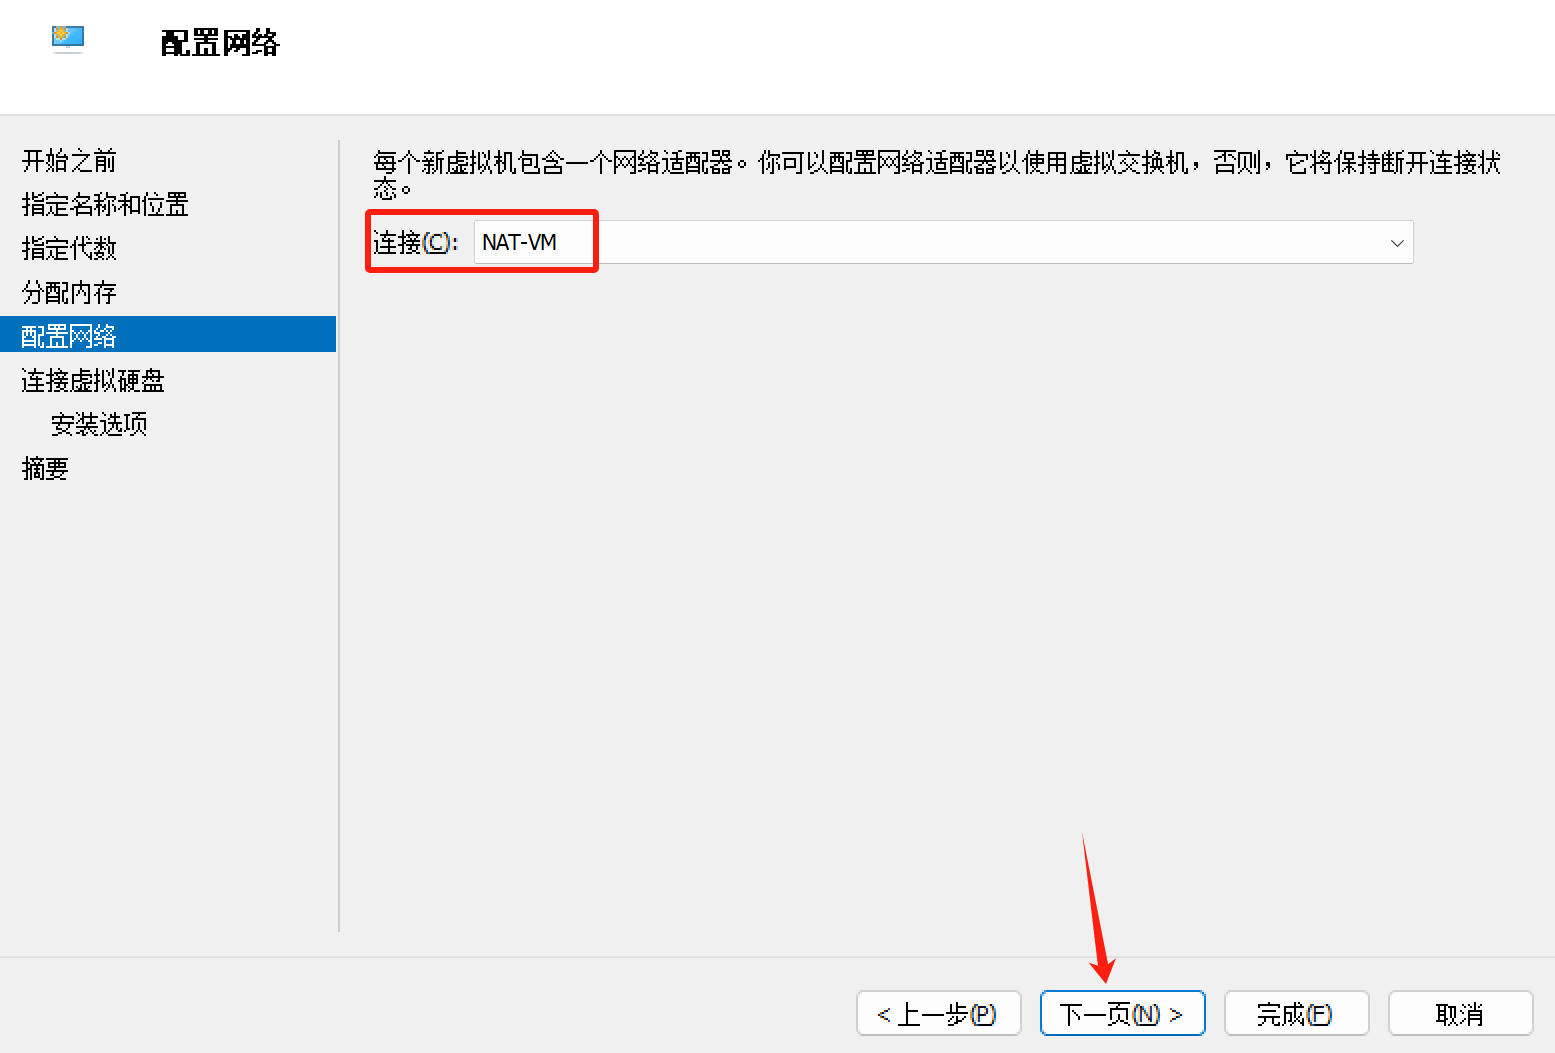 配置网络
开始之前
指定名称和位置
指定代数
分配内存
配置网络
连接虚拟硬盘
安装选项
摘要
每个新虚拟机包含一个网络适配器。你可以配置网络适配器以使用虚拟交换机，否则，它将保持断开连接状
态。
连接(C): NAT-VM
< 上一步(P) 下一页(N) > 完成(F) 取消